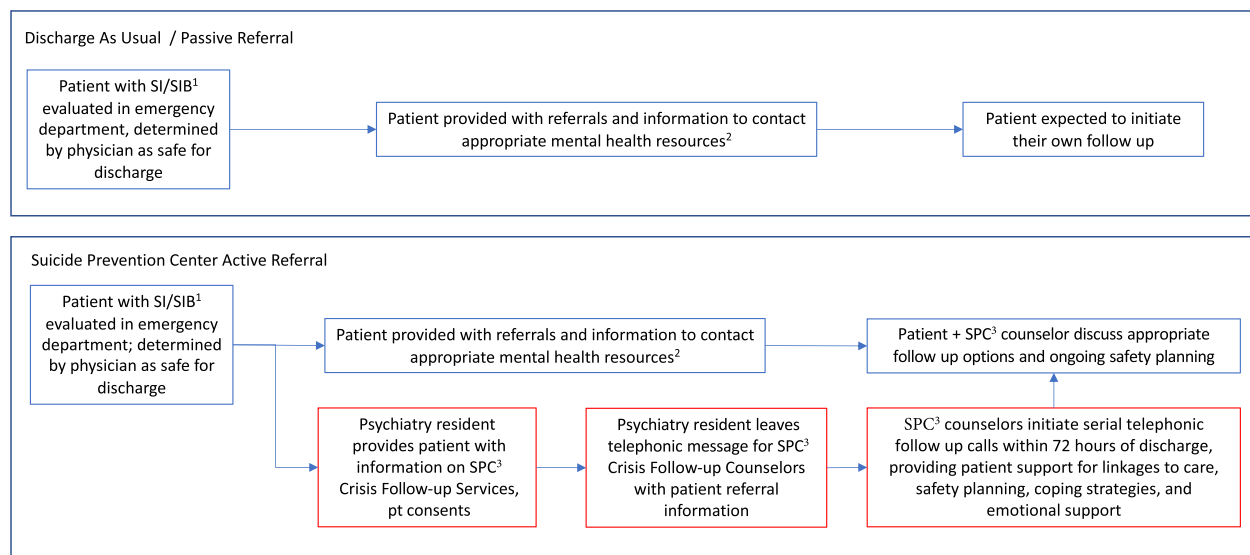 Discharge As Usual / Passive Referral
Patient with SI/SIB¹
evaluated in emergency
department, determined
by physician as safe for
discharge
Patient provided with referrals and information to contact
appropriate mental health resources²
Patient expected to initiate
their own follow up
Suicide Prevention Center Active Referral
Patient with SI/SIB¹
evaluated in emergency
department; determined
by physician as safe for
discharge
Patient provided with referrals and information to contact
appropriate mental health resources²
Patient + SPC³ counselor discuss appropriate
follow up options and ongoing safety planning
Psychiatry resident
provides patient with
information on SPC³
Crisis Follow-up Services,
pt consents
Psychiatry resident leaves
telephonic message for SPC³
Crisis Follow-up Counselors
with patient referral
information
SPC³ counselors initiate serial telephonic
follow up calls within 72 hours of discharge,
providing patient support for linkages to care,
safety planning, coping strategies, and
emotional support